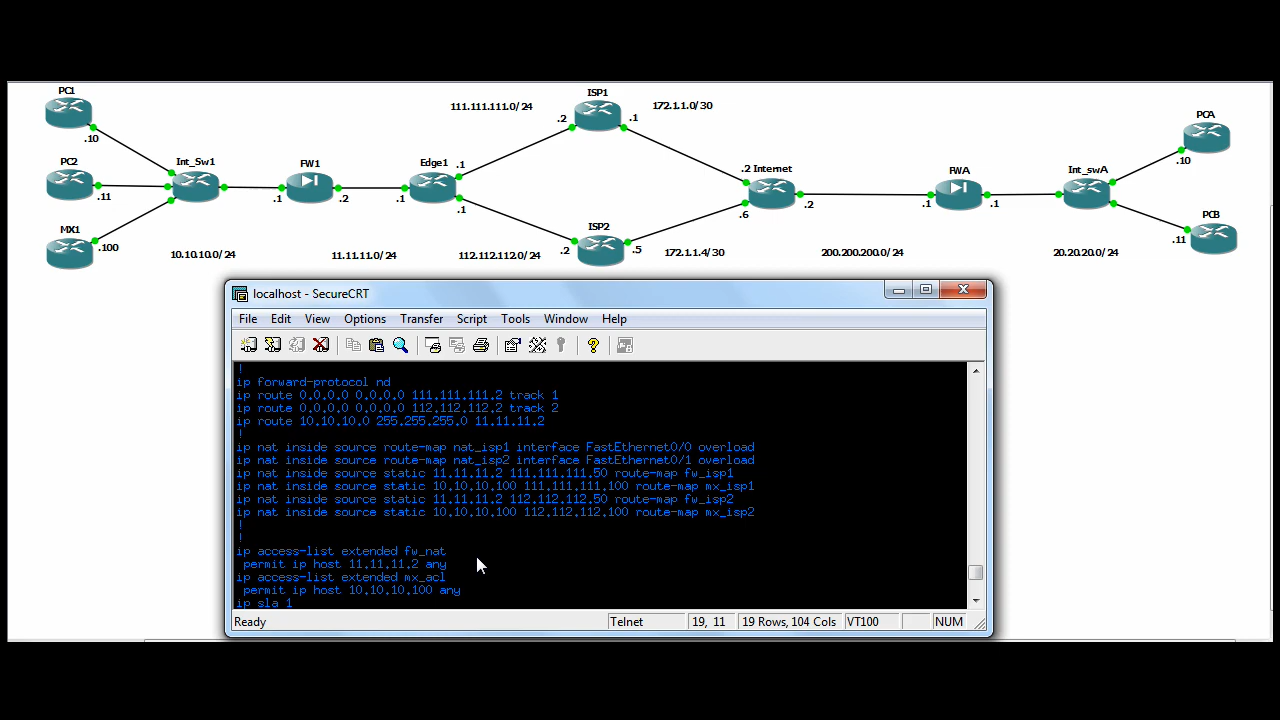 PC1
.10
PC2
.11
MX1
.100
Int_Sw1
10.10.10.0/24
FW1
.1
.2
11.11.11.0/24
Edge1
.1
.1
.1
111.111.111.0/24
112.112.112.0/24
ISP1
.2
.1
172.1.1.0/30
ISP2
.2
.5
172.1.1.4/30
.2 Internet
.6
.2
200.200.200.0/24
FWA
.1
.1
Int_swA
20.20.20.0/24
PCA
.10
PCB
.11
localhost - SecureCRT
File Edit View Options Transfer Script Tools Window Help
!
ip forward-protocol nd
ip route 0.0.0.0 0.0.0.0 111.111.111.2 track 1
ip route 0.0.0.0 0.0.0.0 112.112.112.2 track 2
ip route 10.10.10.0 255.255.255.0 11.11.11.2
!
ip nat inside source route-map nat_isp1 interface FastEthernet0/0 overload
ip nat inside source route-map nat_isp2 interface FastEthernet0/1 overload
ip nat inside source static 11.11.11.2 111.111.111.50 route-map fw_isp1
ip nat inside source static 10.10.10.100 111.111.111.100 route-map mx_isp1
ip nat inside source static 11.11.11.2 112.112.112.50 route-map fw_isp2
ip nat inside source static 10.10.10.100 112.112.112.100 route-map mx_isp2
!
!
ip access-list extended fw_nat
permit ip host 11.11.11.2 any
ip access-list extended mx_acl
permit ip host 10.10.10.100 any
ip sla 1
Ready Telnet 19, 11 19 Rows, 104 Cols VT100 NUM